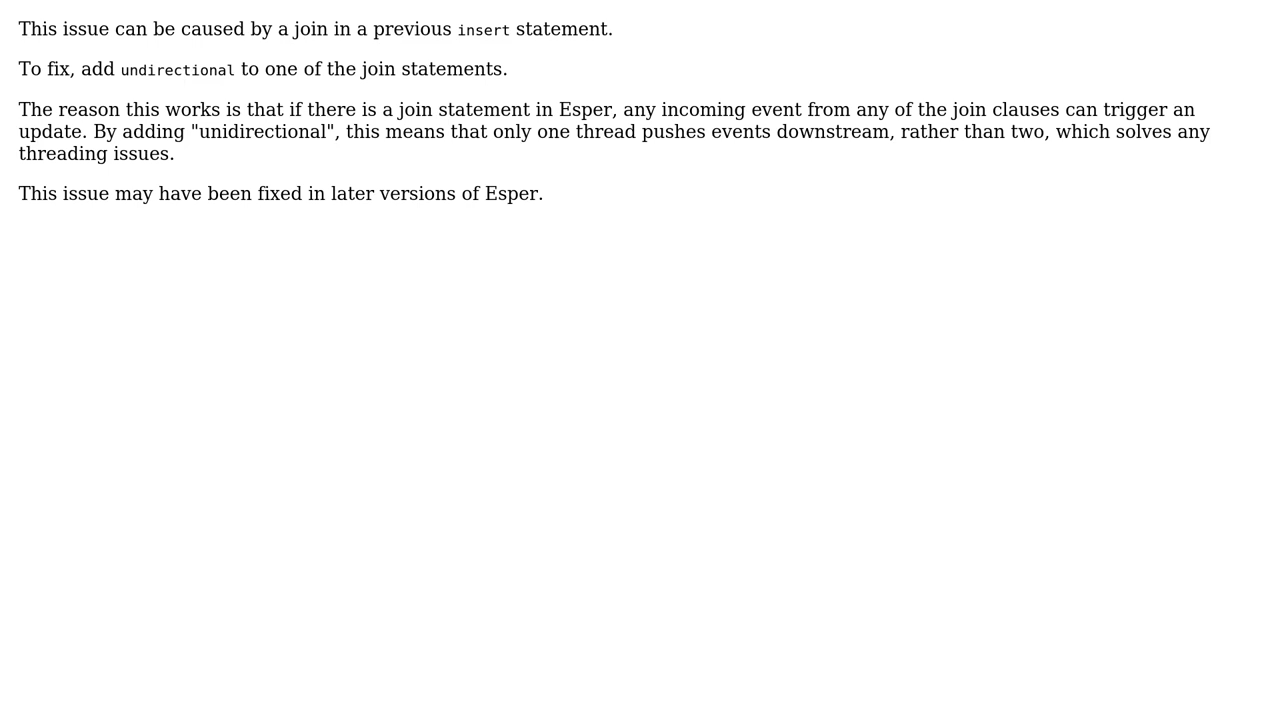 This issue can be caused by a join in a previous insert statement.
To fix, add undirectional to one of the join statements.
The reason this works is that if there is a join statement in Esper, any incoming event from any of the join clauses can trigger an
update. By adding "unidirectional", this means that only one thread pushes events downstream, rather than two, which solves any
threading issues.
This issue may have been fixed in later versions of Esper.